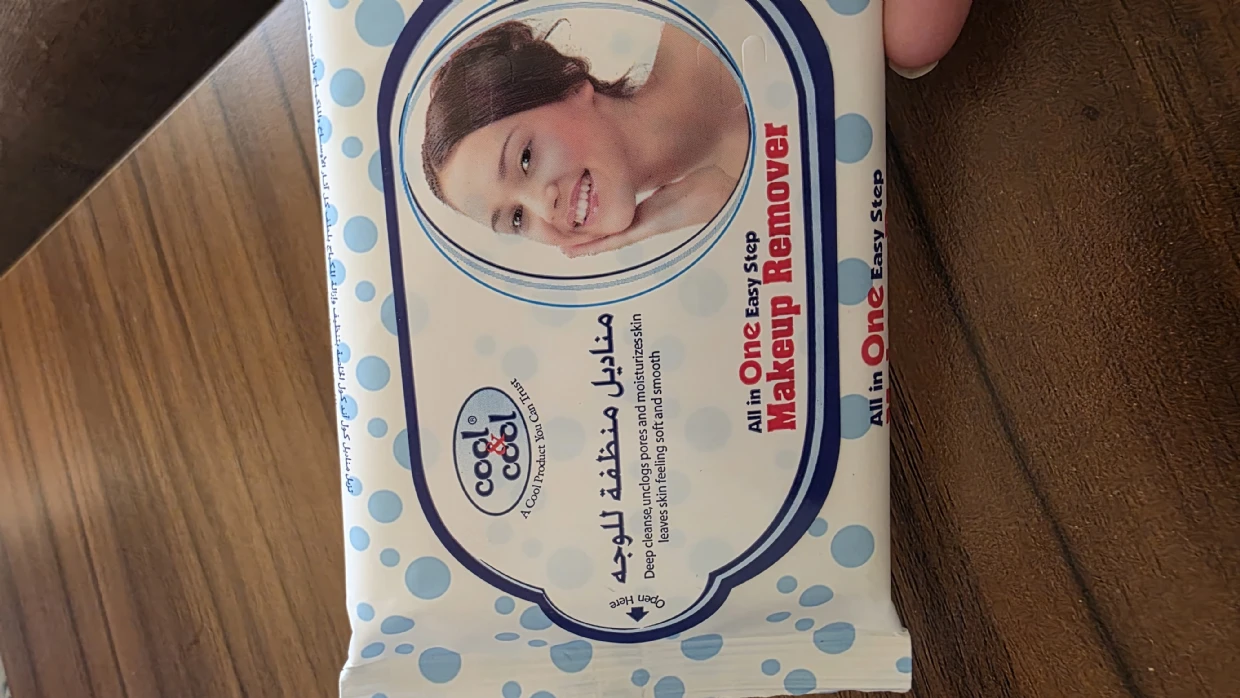 cool
&
cool®
A Cool Product You Can Trust
مناديل منظفة للوجه
Deep cleanse,unclogs pores and moisturizes skin
leaves skin feeling soft and smooth
All in One Easy Step
Makeup Remover
Open Here
All in One Easy Step